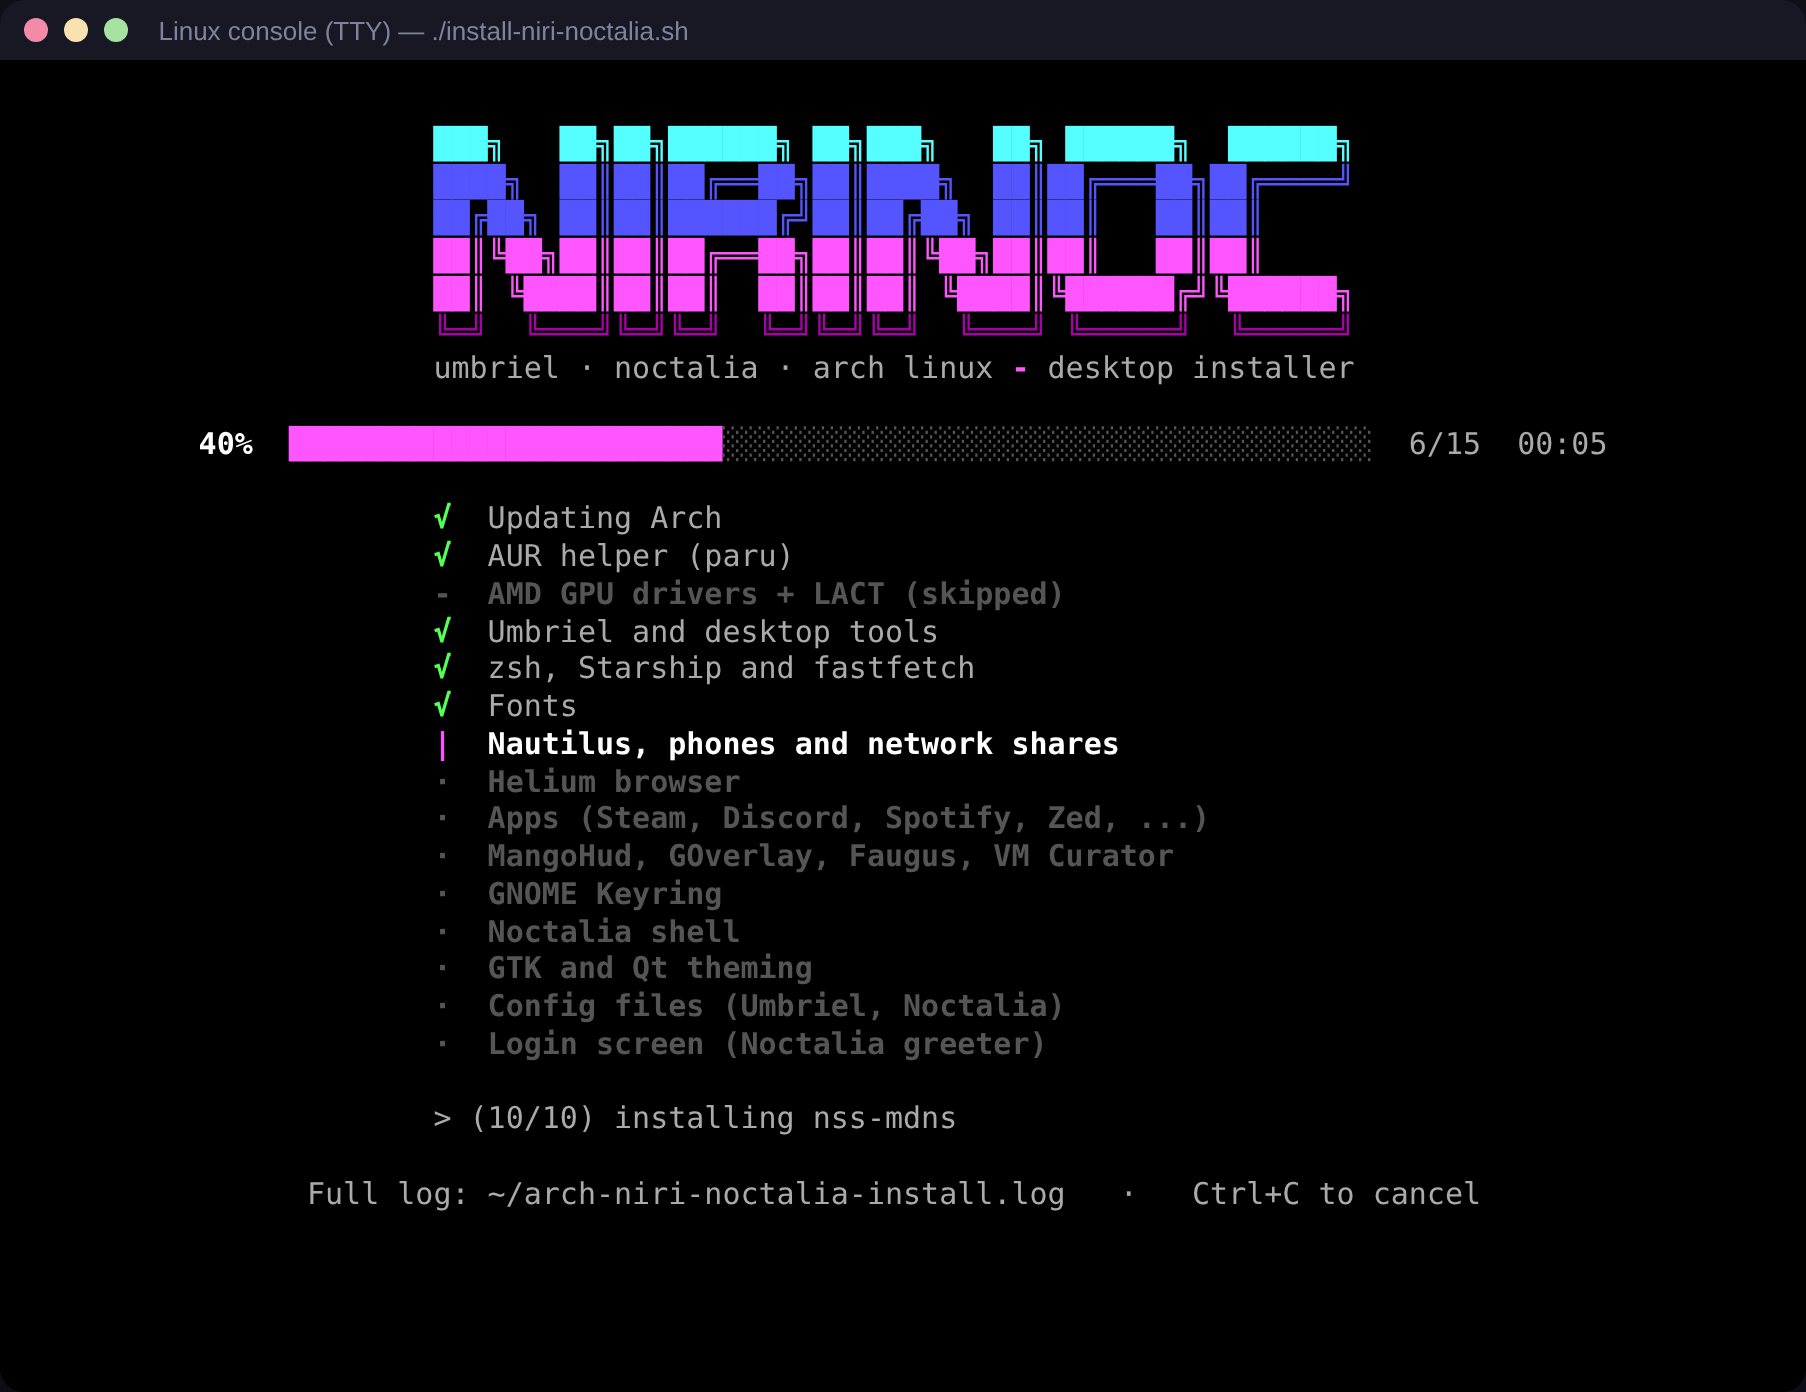 Linux console (TTY) — ./install-niri-noctalia.sh
NIRINOC
umbriel · noctalia · arch linux - desktop installer
40% 6/15 00:05
√ Updating Arch
√ AUR helper (paru)
- AMD GPU drivers + LACT (skipped)
√ Umbriel and desktop tools
√ zsh, Starship and fastfetch
√ Fonts
| Nautilus, phones and network shares
· Helium browser
· Apps (Steam, Discord, Spotify, Zed, ...)
· MangoHud, GOverlay, Faugus, VM Curator
· GNOME Keyring
· Noctalia shell
· GTK and Qt theming
· Config files (Umbriel, Noctalia)
· Login screen (Noctalia greeter)
> (10/10) installing nss-mdns
Full log: ~/arch-niri-noctalia-install.log · Ctrl+C to cancel